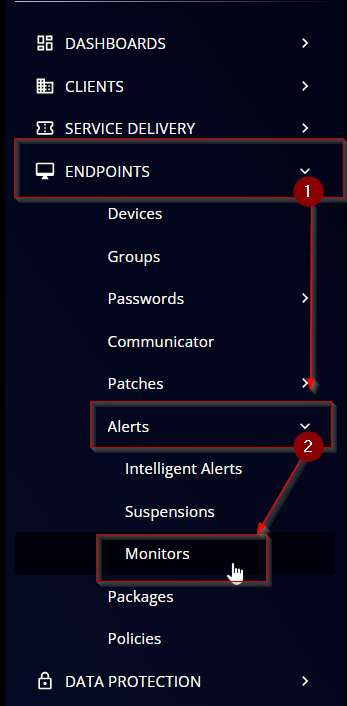 DASHBOARDS
CLIENTS
SERVICE DELIVERY
ENDPOINTS
1
Devices
Groups
Passwords
Communicator
Patches
Alerts
2
Intelligent Alerts
Suspensions
Monitors
Packages
Policies
DATA PROTECTION